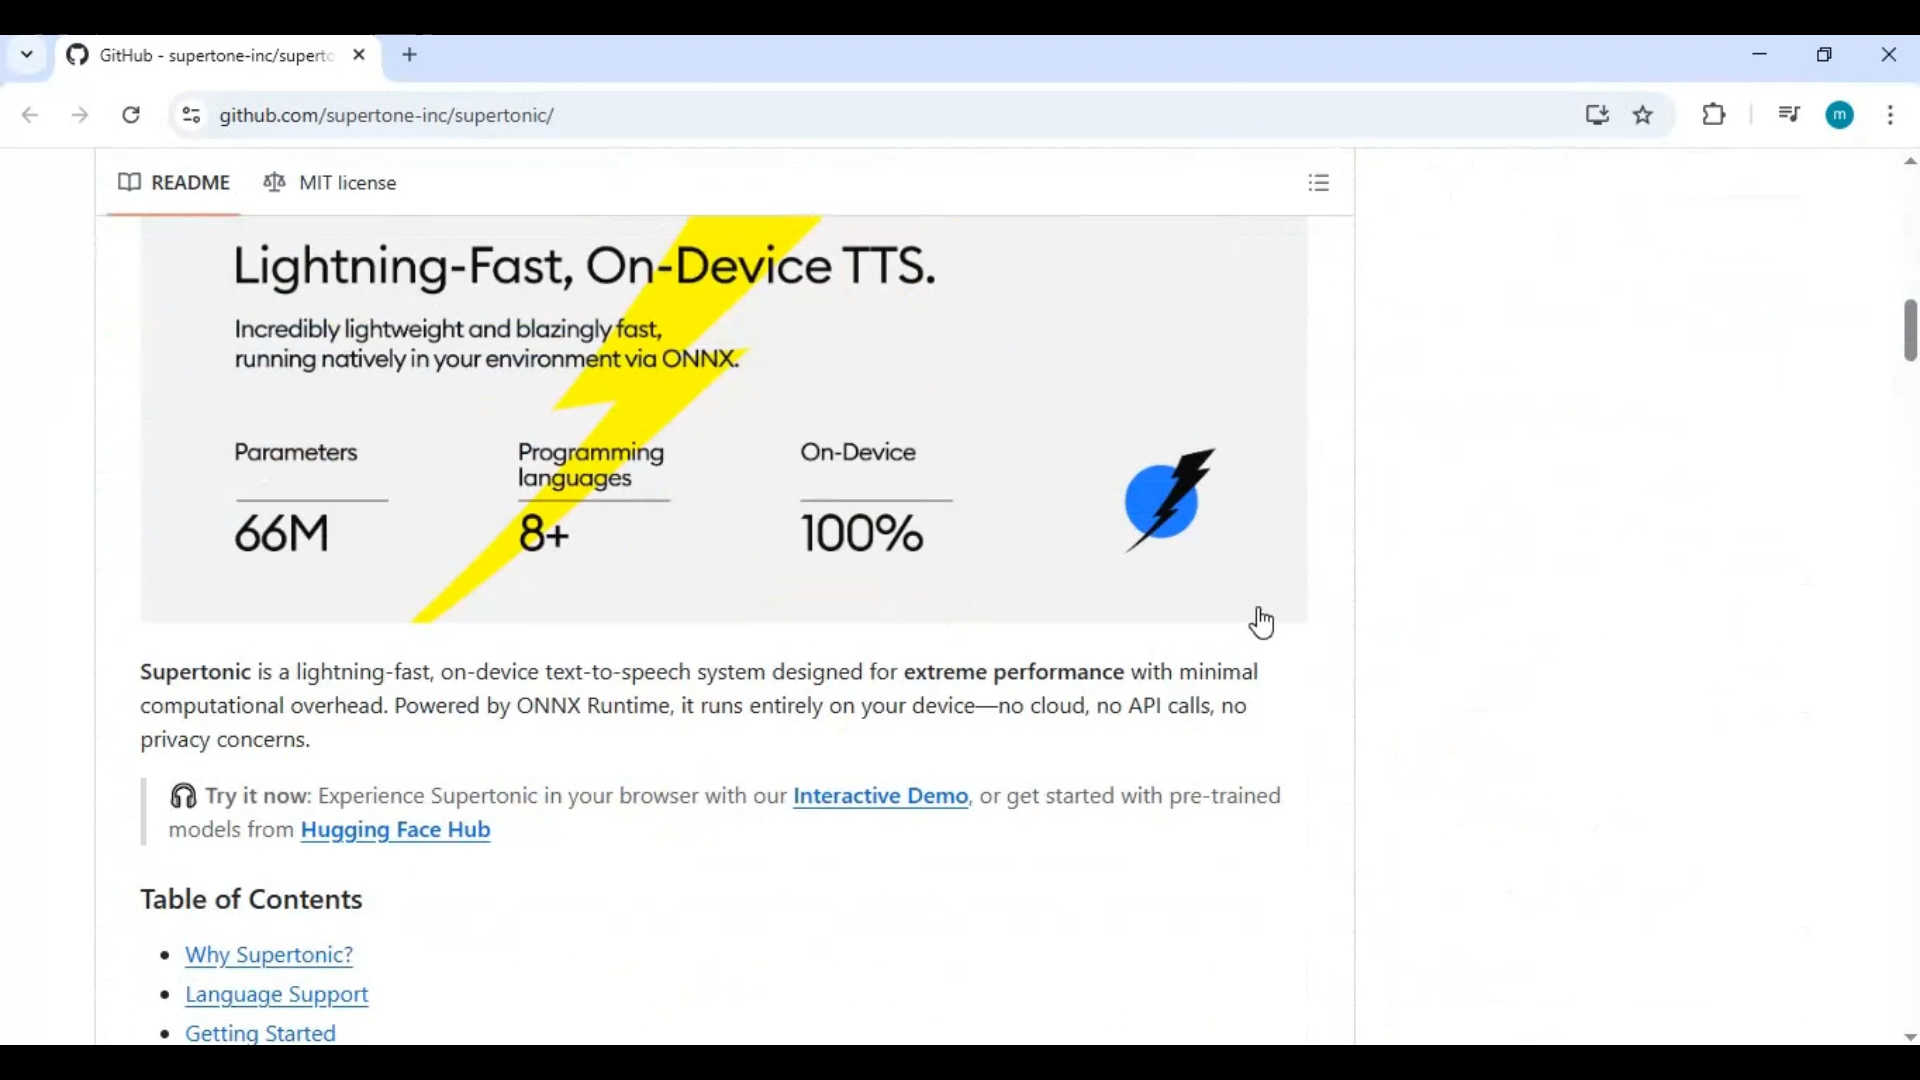 GitHub - supertone-inc/superto
github.com/supertone-inc/supertonic/
m
README
MIT license
Lightning-Fast, On-Device TTS.
Incredibly lightweight and blazingly fast,
running natively in your environment via ONNX.
Parameters
Programming
languages
On-Device
66M
8+
100%
Supertonic is a lightning-fast, on-device text-to-speech system designed for extreme performance with minimal
computational overhead. Powered by ONNX Runtime, it runs entirely on your device—no cloud, no API calls, no
privacy concerns.
🎧 Try it now: Experience Supertonic in your browser with our Interactive Demo, or get started with pre-trained
models from Hugging Face Hub
Table of Contents
• Why Supertonic?
• Language Support
• Getting Started